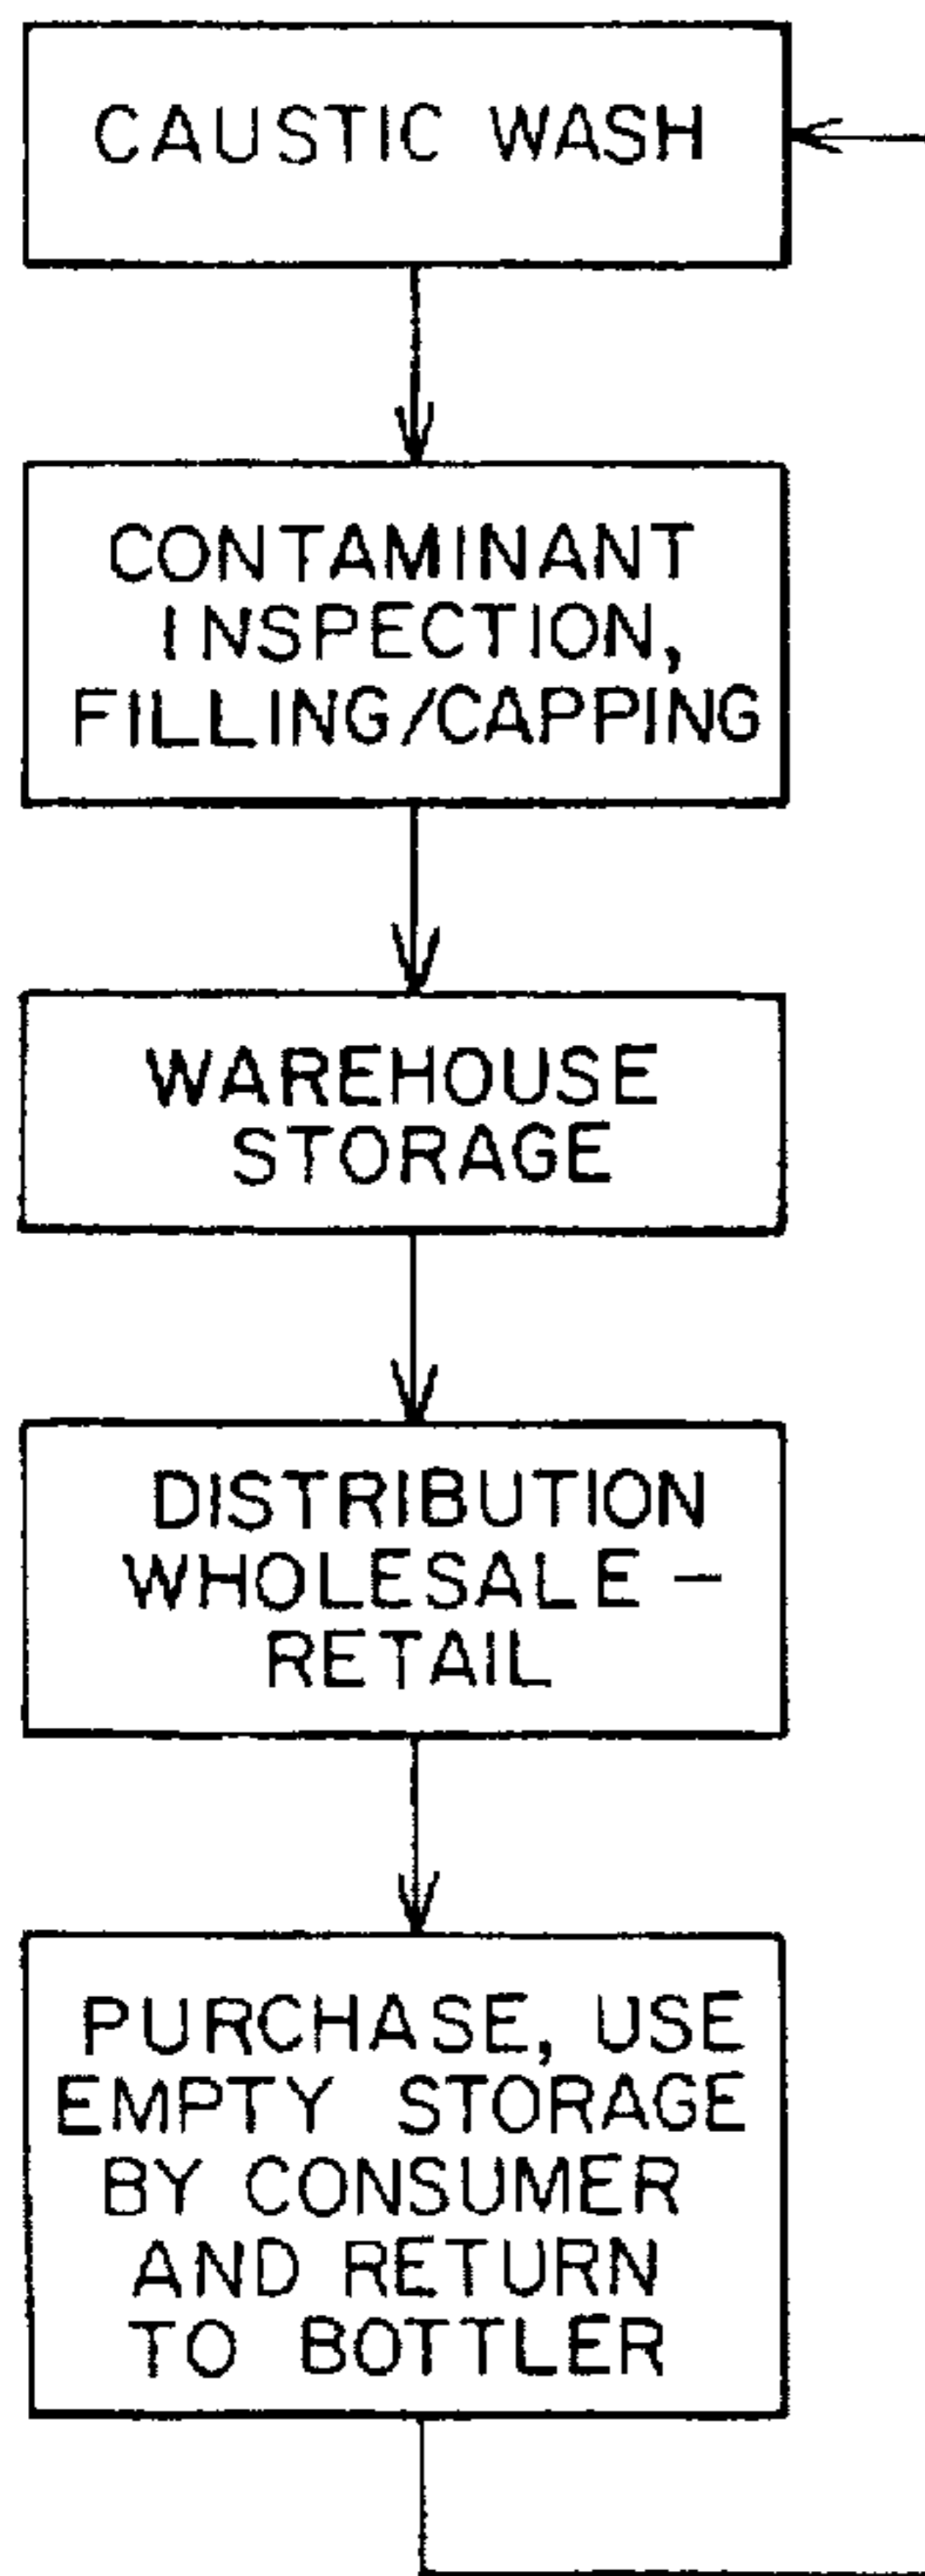 CAUSTIC WASH
CONTAMINANT
INSPECTION,
FILLING/CAPPING
WAREHOUSE
STORAGE
DISTRIBUTION
WHOLESALE –
RETAIL
PURCHASE, USE
EMPTY STORAGE
BY CONSUMER
AND RETURN
TO BOTTLER